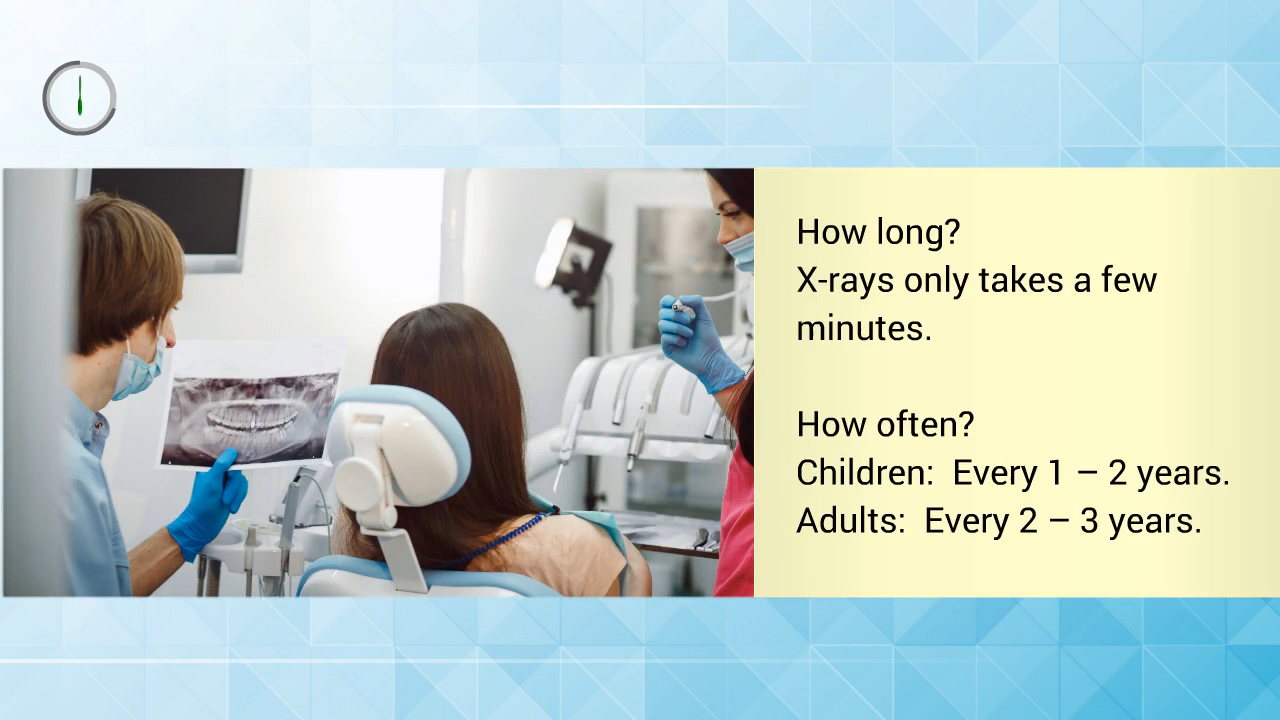 How long?
X-rays only takes a few
minutes.
How often?
Children:  Every 1 – 2 years.
Adults:  Every 2 – 3 years.